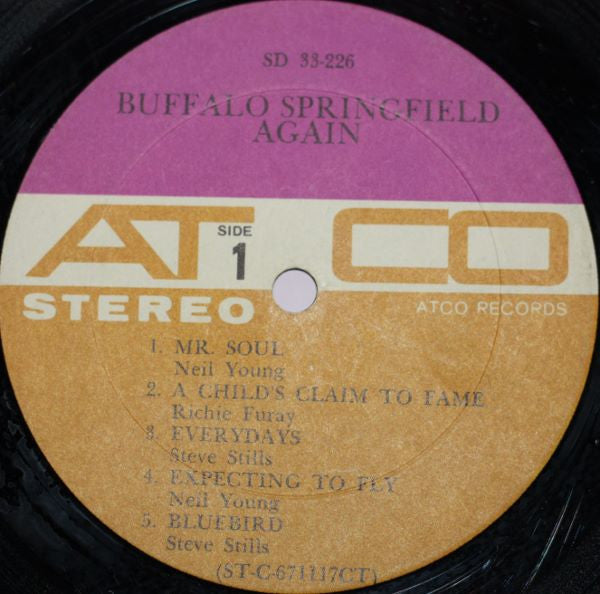 SD 33-226
BUFFALO SPRINGFIELD
AGAIN
ATCO
SIDE
1
STEREO
ATCO RECORDS
1. MR. SOUL
Neil Young
2. A CHILD'S CLAIM TO FAME
Richie Furay
3. EVERYDAYS
Steve Stills
4. EXPECTING TO FLY
Neil Young
5. BLUEBIRD
Steve Stills
(ST-C-671117CT)